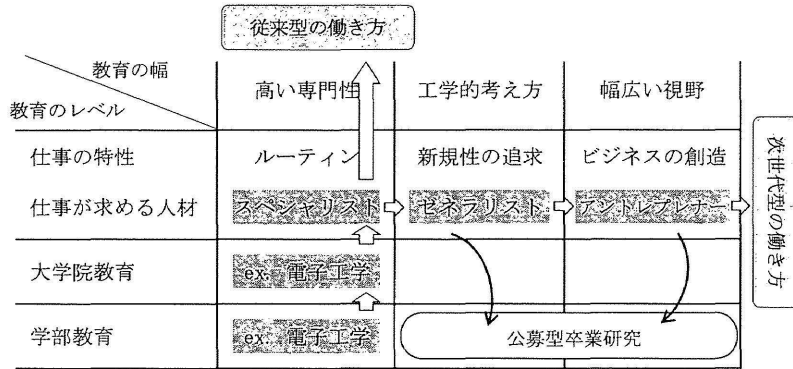 従来型の働き方
教育の幅
教育のレベル
高い専門性
工学的考え方
幅広い視野
仕事の特性
ルーティン
新規性の追求
ビジネスの創造
仕事が求める人材
スペシャリスト
ゼネラリスト
アントレプレナー
次世代型の働き方
大学院教育
ex. 電子工学
学部教育
ex. 電子工学
公募型卒業研究